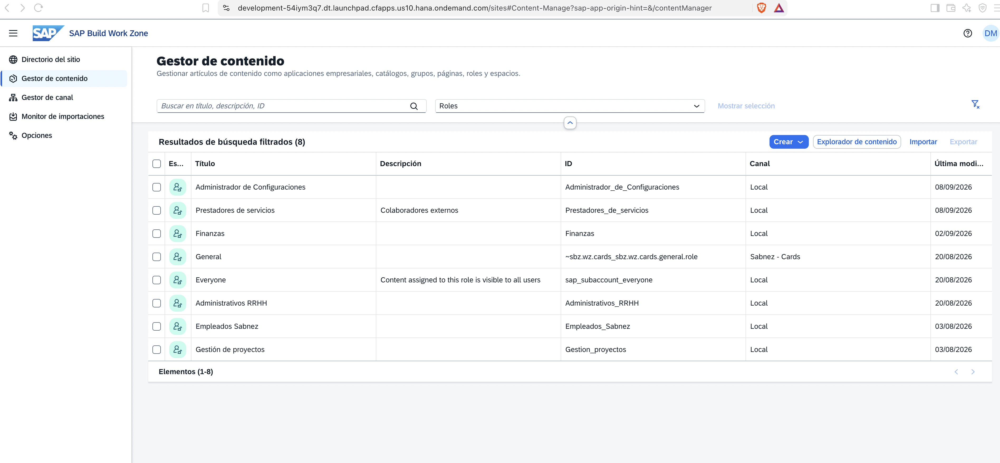 development-54iym3q7.dt.launchpad.cfapps.us10.hana.ondemand.com/sites#Content-Manage?sap-app-origin-hint=&/contentManager
SAP SAP Build Work Zone DM
Directorio del sitio
Gestor de contenido
Gestor de canal
Monitor de importaciones
Opciones
Gestor de contenido
Gestionar artículos de contenido como aplicaciones empresariales, catálogos, grupos, páginas, roles y espacios.
Buscar en título, descripción, ID Roles Mostrar selección
Resultados de búsqueda filtrados (8) Crear Explorador de contenido Importar Exportar
Es... Título Descripción ID Canal Última modi...
Administrador de Configuraciones Administrador_de_Configuraciones Local 08/09/2026
Prestadores de servicios Colaboradores externos Prestadores_de_servicios Local 08/09/2026
Finanzas Finanzas Local 02/09/2026
General ~sbz.wz.cards_sbz.wz.cards.general.role Sabnez - Cards 20/08/2026
Everyone Content assigned to this role is visible to all users sap_subaccount_everyone Local 20/08/2026
Administrativos RRHH Administrativos_RRHH Local 20/08/2026
Empleados Sabnez Empleados_Sabnez Local 03/08/2026
Gestión de proyectos Gestion_proyectos Local 03/08/2026
Elementos (1-8)